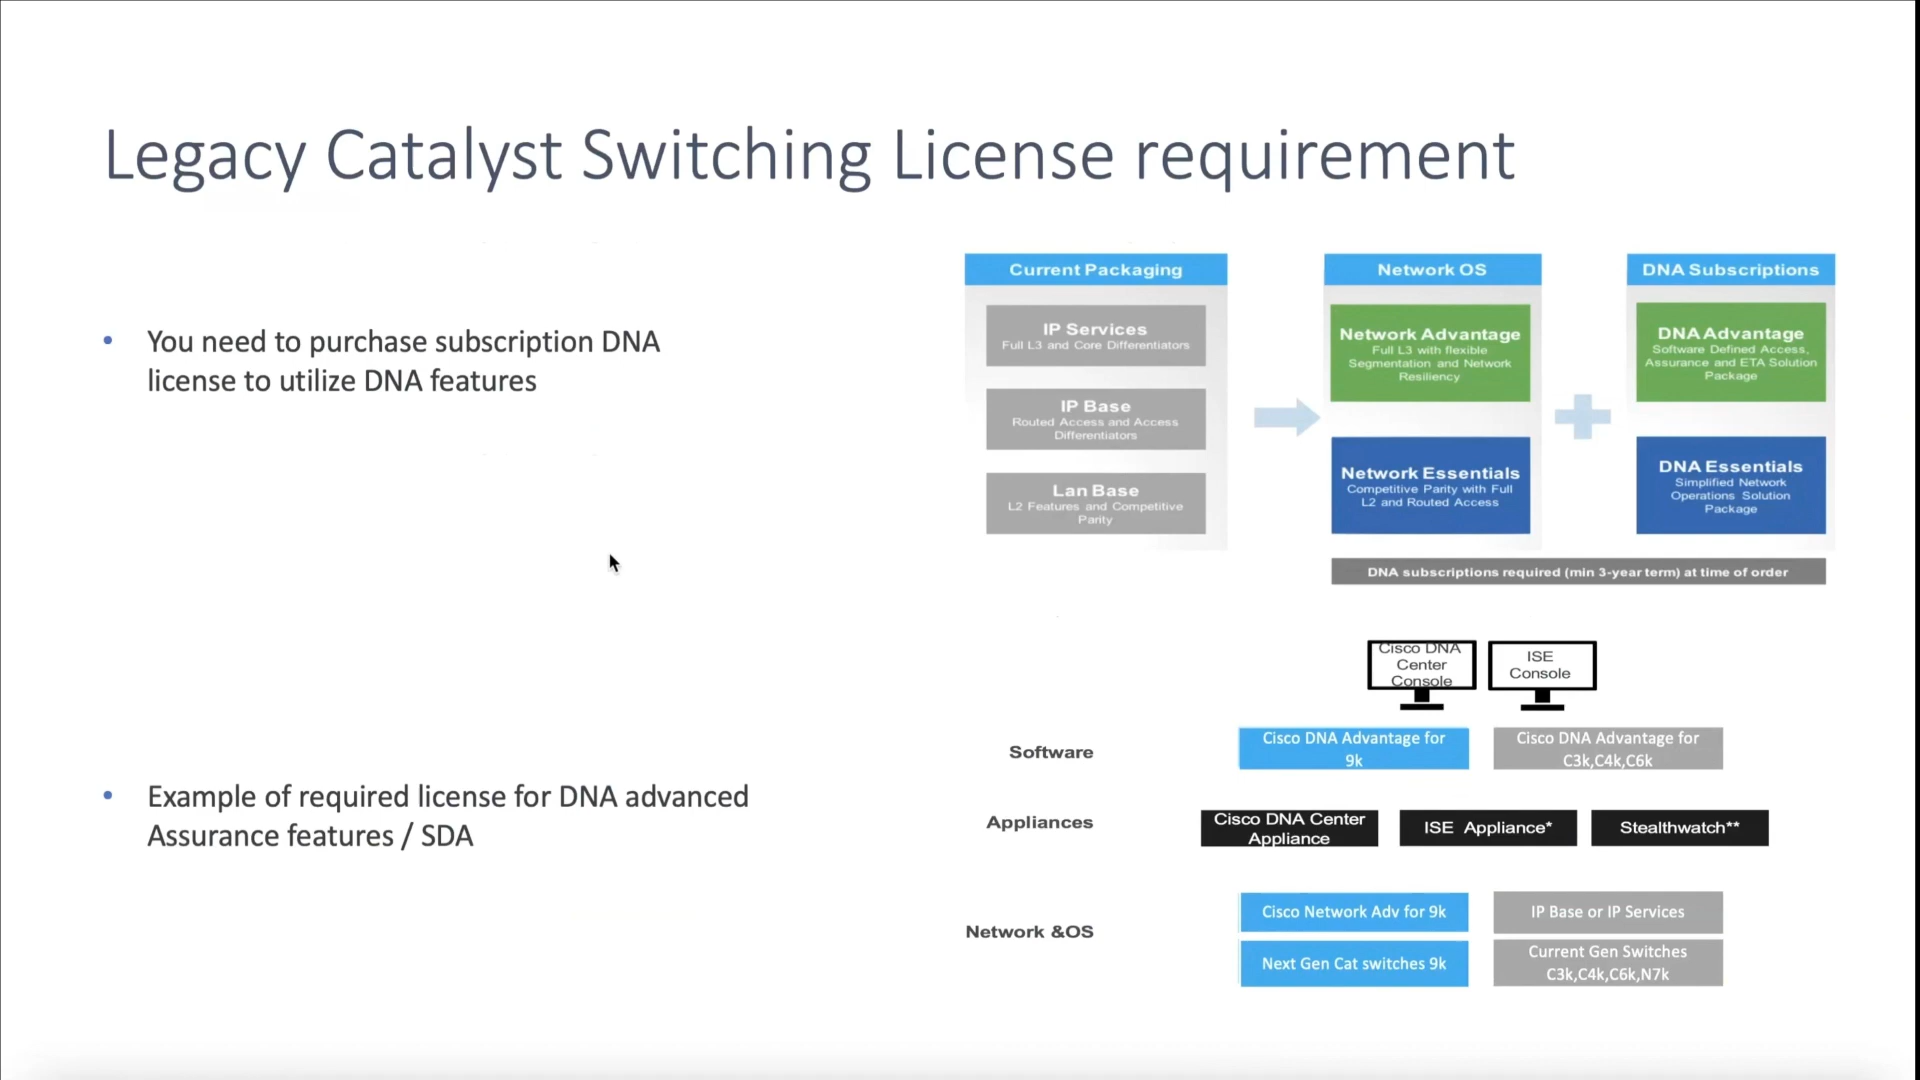 Legacy Catalyst Switching License requirement
• You need to purchase subscription DNA
license to utilize DNA features
Current Packaging
IP Services
Full L3 and Core Differentiators
IP Base
Routed Access and Access
Differentiators
Lan Base
L2 Features and Competitive
Parity
Network OS
Network Advantage
Full L3 with flexible
Segmentation and Network
Resiliency
Network Essentials
Competitive Parity with Full
L2 and Routed Access
DNA Subscriptions
DNA Advantage
Software Defined Access,
Assurance and ETA Solution
Package
DNA Essentials
Simplified Network
Operations Solution
Package
DNA subscriptions required (min 3-year term) at time of order
• Example of required license for DNA advanced
Assurance features / SDA
Cisco DNA
Center
Console
ISE
Console
Software
Cisco DNA Advantage for
9k
Cisco DNA Advantage for
C3k,C4k,C6k
Appliances
Cisco DNA Center
Appliance
ISE Appliance*
Stealthwatch**
Network &OS
Cisco Network Adv for 9k
IP Base or IP Services
Next Gen Cat switches 9k
Current Gen Switches
C3k,C4k,C6k,N7k